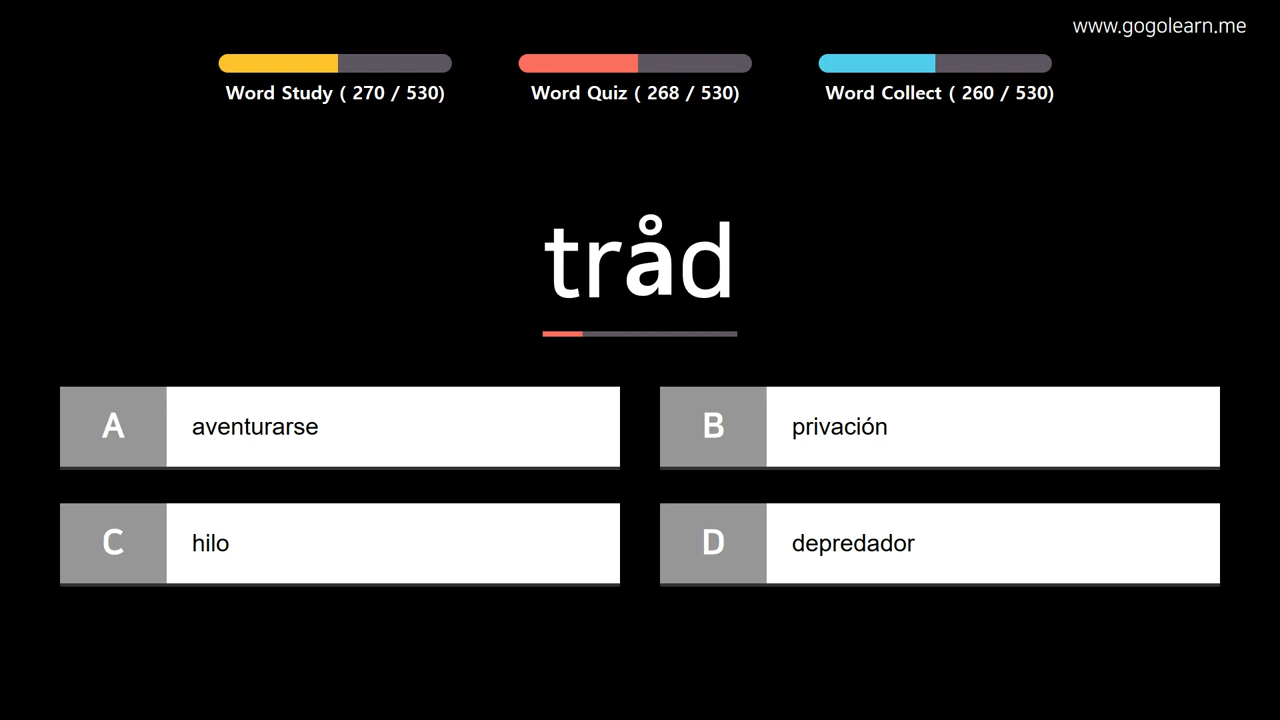 www.gogolearn.me
Word Study ( 270 / 530)
Word Quiz ( 268 / 530)
Word Collect ( 260 / 530)
tråd
A aventurarse
B privación
C hilo
D depredador